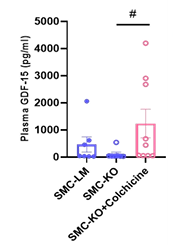 #
Plasma GDF-15 (pg/ml)
5000
4000
3000
2000
1000
0
SMC-LM
SMC-KO
SMC-KO+Colchicine